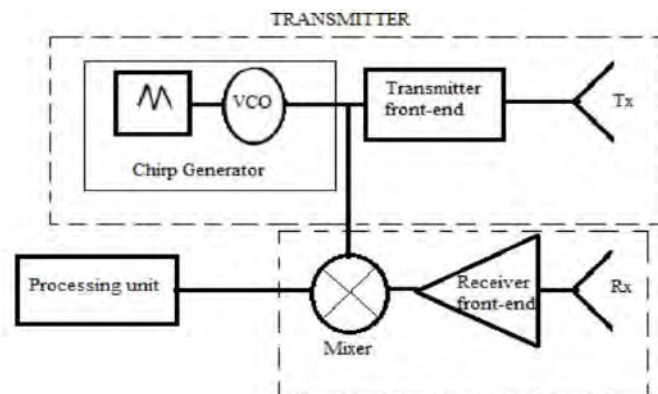 TRANSMITTER
VCO
Chirp Generator
Transmitter
front-end
Tx
Processing unit
Mixer
Receiver
front-end
Rx